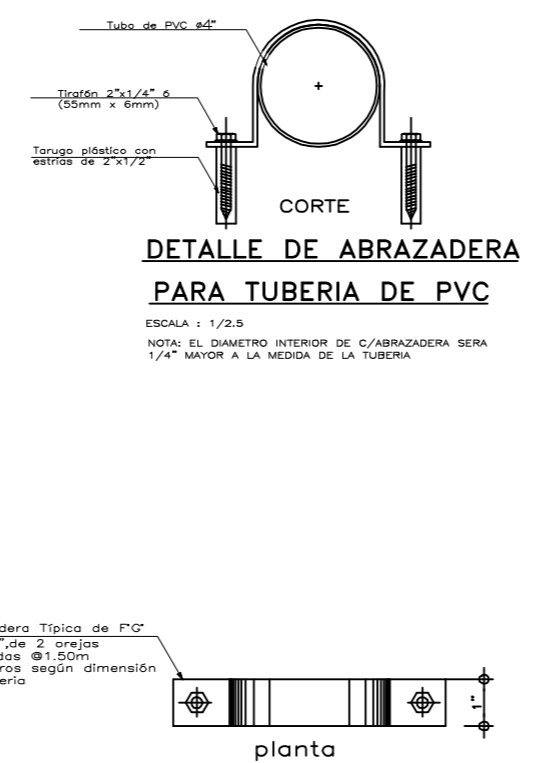 Tubo de PVC ø4"
Tirafón 2"x1/4" 6
(55mm x 6mm)
Tarugo plástico con
estrias de 2"x1/2"
CORTE
DETALLE DE ABRAZADERA
PARA TUBERIA DE PVC
ESCALA : 1/2.5
NOTA: EL DIAMETRO INTERIOR DE C/ABRAZADERA SERA
1/4" MAYOR A LA MEDIDA DE LA TUBERIA
dera Típica de F°G°
",de 2 orejas
das @1.50m
ros según dimensión
ería
1"
planta